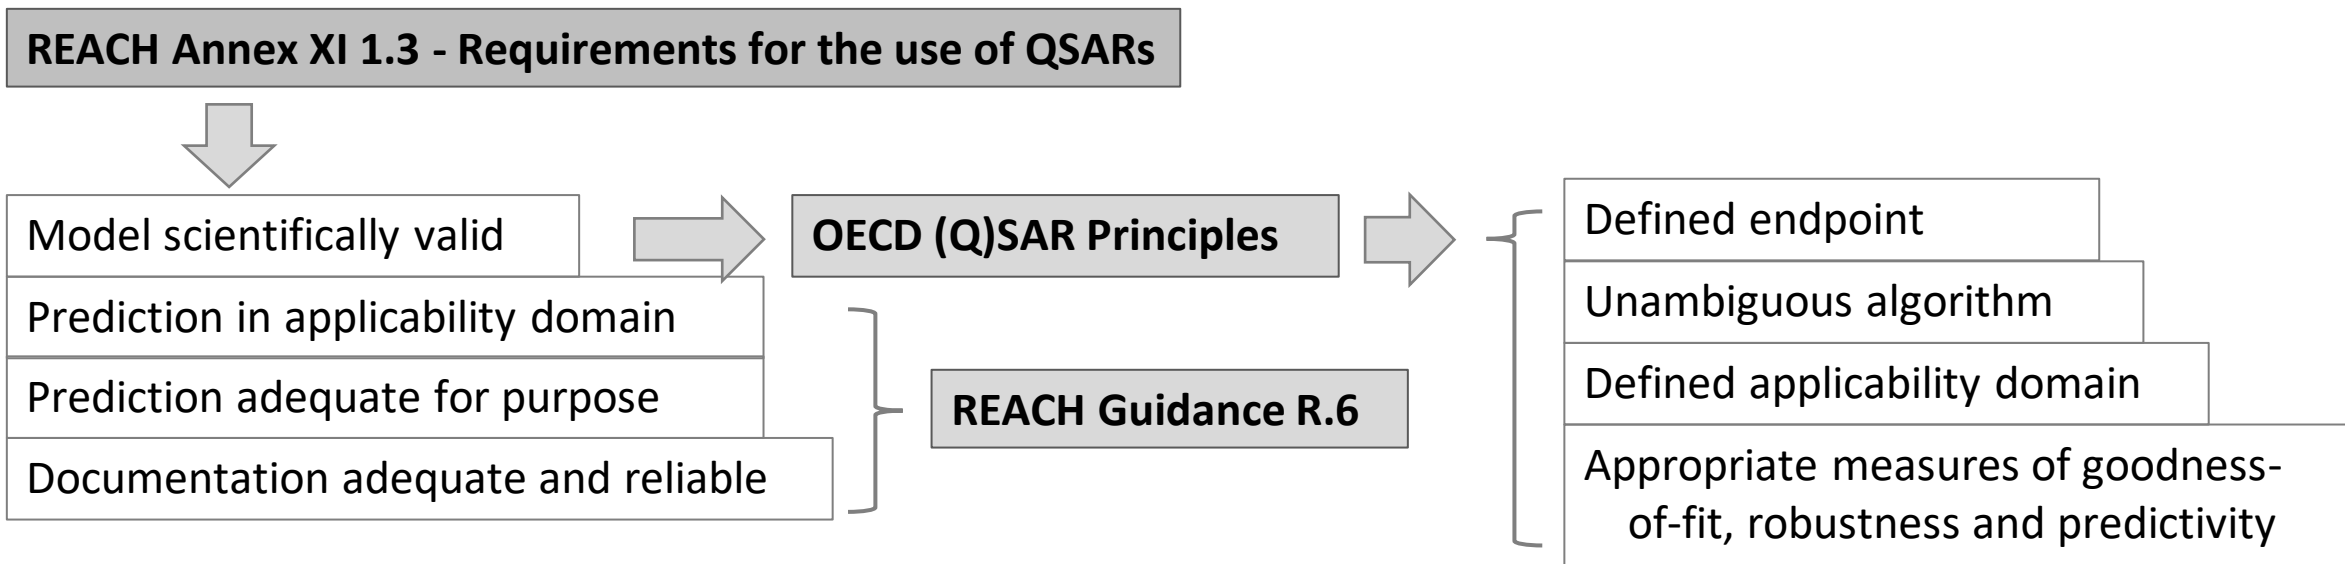 REACH Annex XI 1.3 - Requirements for the use of QSARs
Model scientifically valid
Prediction in applicability domain
Prediction adequate for purpose
Documentation adequate and reliable
OECD (Q)SAR Principles
REACH Guidance R.6
Defined endpoint
Unambiguous algorithm
Defined applicability domain
Appropriate measures of goodness-
of-fit, robustness and predictivity